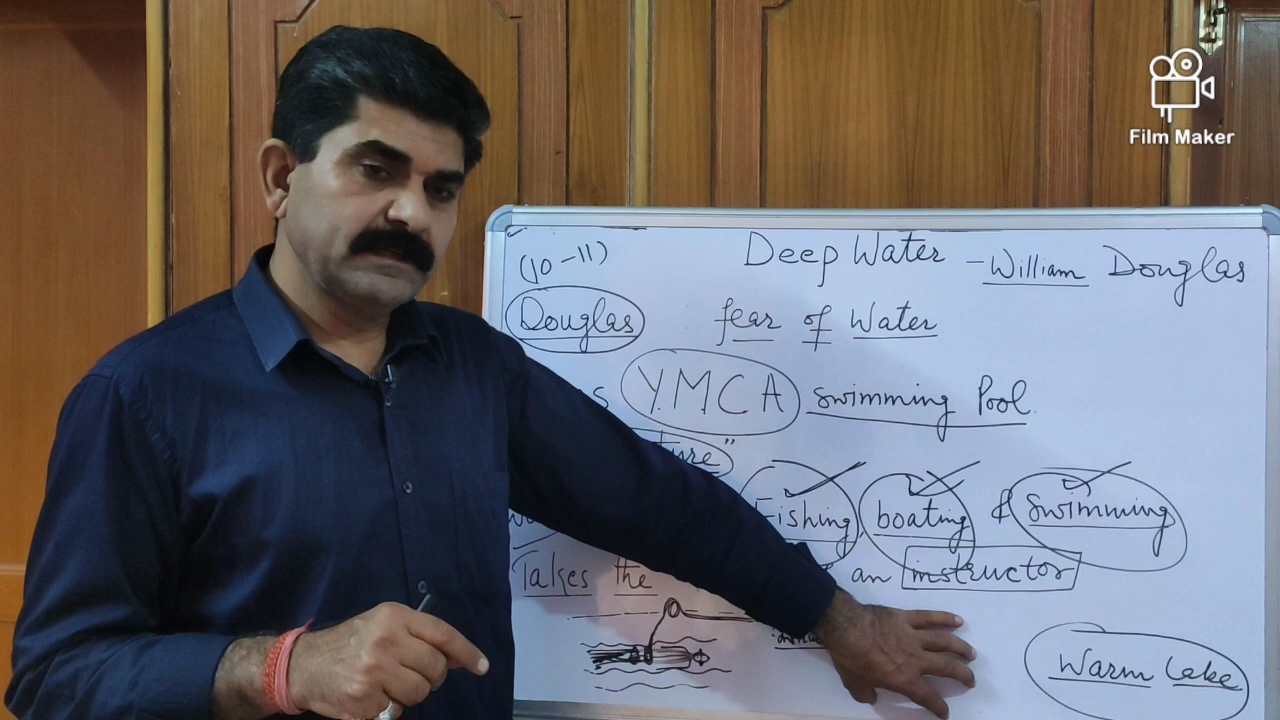 Film Maker
(10-11) Deep Water - William Douglas
Douglas fear of Water
YMCA swimming Pool.
Fishing boating & Swimming
Takes the an instructor
Warm Lake